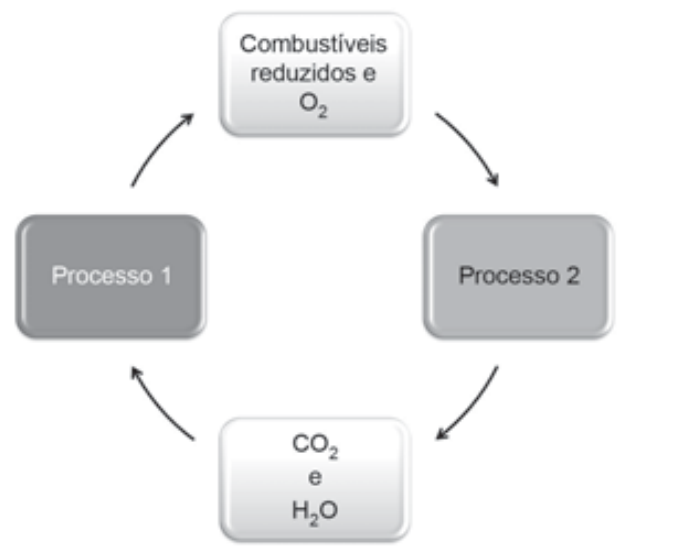 Combustíveis
reduzidos e
O₂
Processo 1
Processo 2
CO₂
e
H₂O